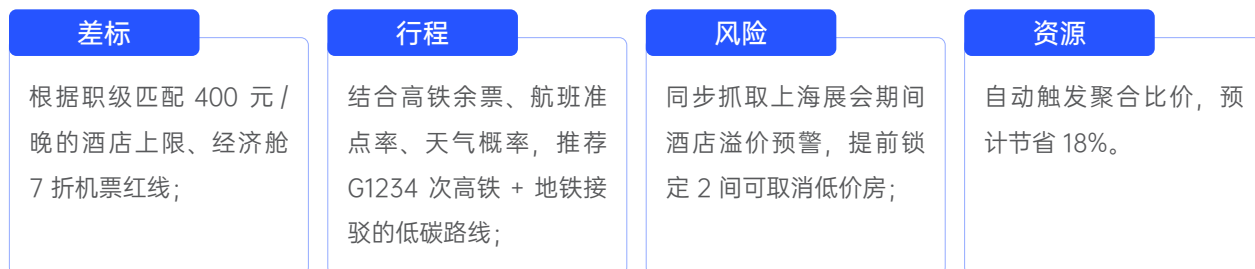 差标
根据职级匹配 400 元/
晚的酒店上限、经济舱
7 折机票红线；
行程
结合高铁余票、航班准
点率、天气概率，推荐
G1234 次高铁 + 地铁接
驳的低碳路线；
风险
同步抓取上海展会期间
酒店溢价预警，提前锁
定 2 间可取消低价房；
资源
自动触发聚合比价，预
计节省 18%。